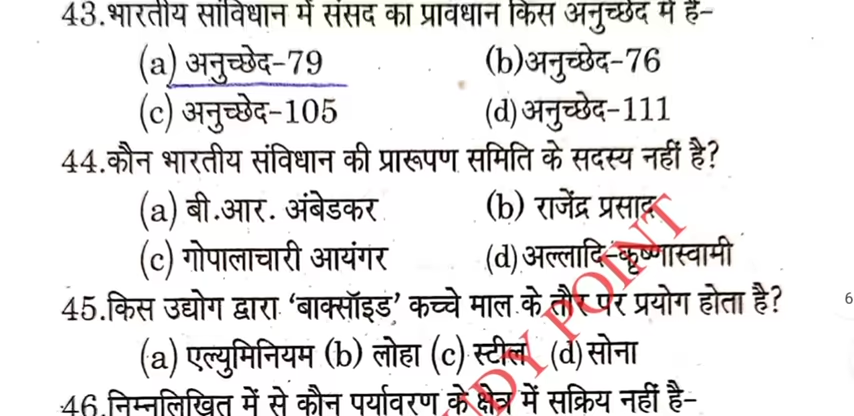 43.भारतीय सांविधान में संसद का प्रावधान किस अनुच्छेद में है-
(a) अनुच्छेद-79 (b)अनुच्छेद-76
(c) अनुच्छेद-105 (d)अनुच्छेद-111
44.कौन भारतीय संविधान की प्रारूपण समिति के सदस्य नहीं है?
(a) बी.आर. अंबेडकर (b) राजेंद्र प्रसाद
(c) गोपालाचारी आयंगर (d)अल्लादि-कृष्णास्वामी
45.किस उद्योग द्वारा ‘बाक्सॉइड’ कच्चे माल के तौर पर प्रयोग होता है?
6
(a) एल्युमिनियम (b) लोहा (c) स्टील (d)सोना
46.निम्नलिखित में से कौन पर्यावरण के क्षेत्र में सक्रिय नहीं है-
POINT